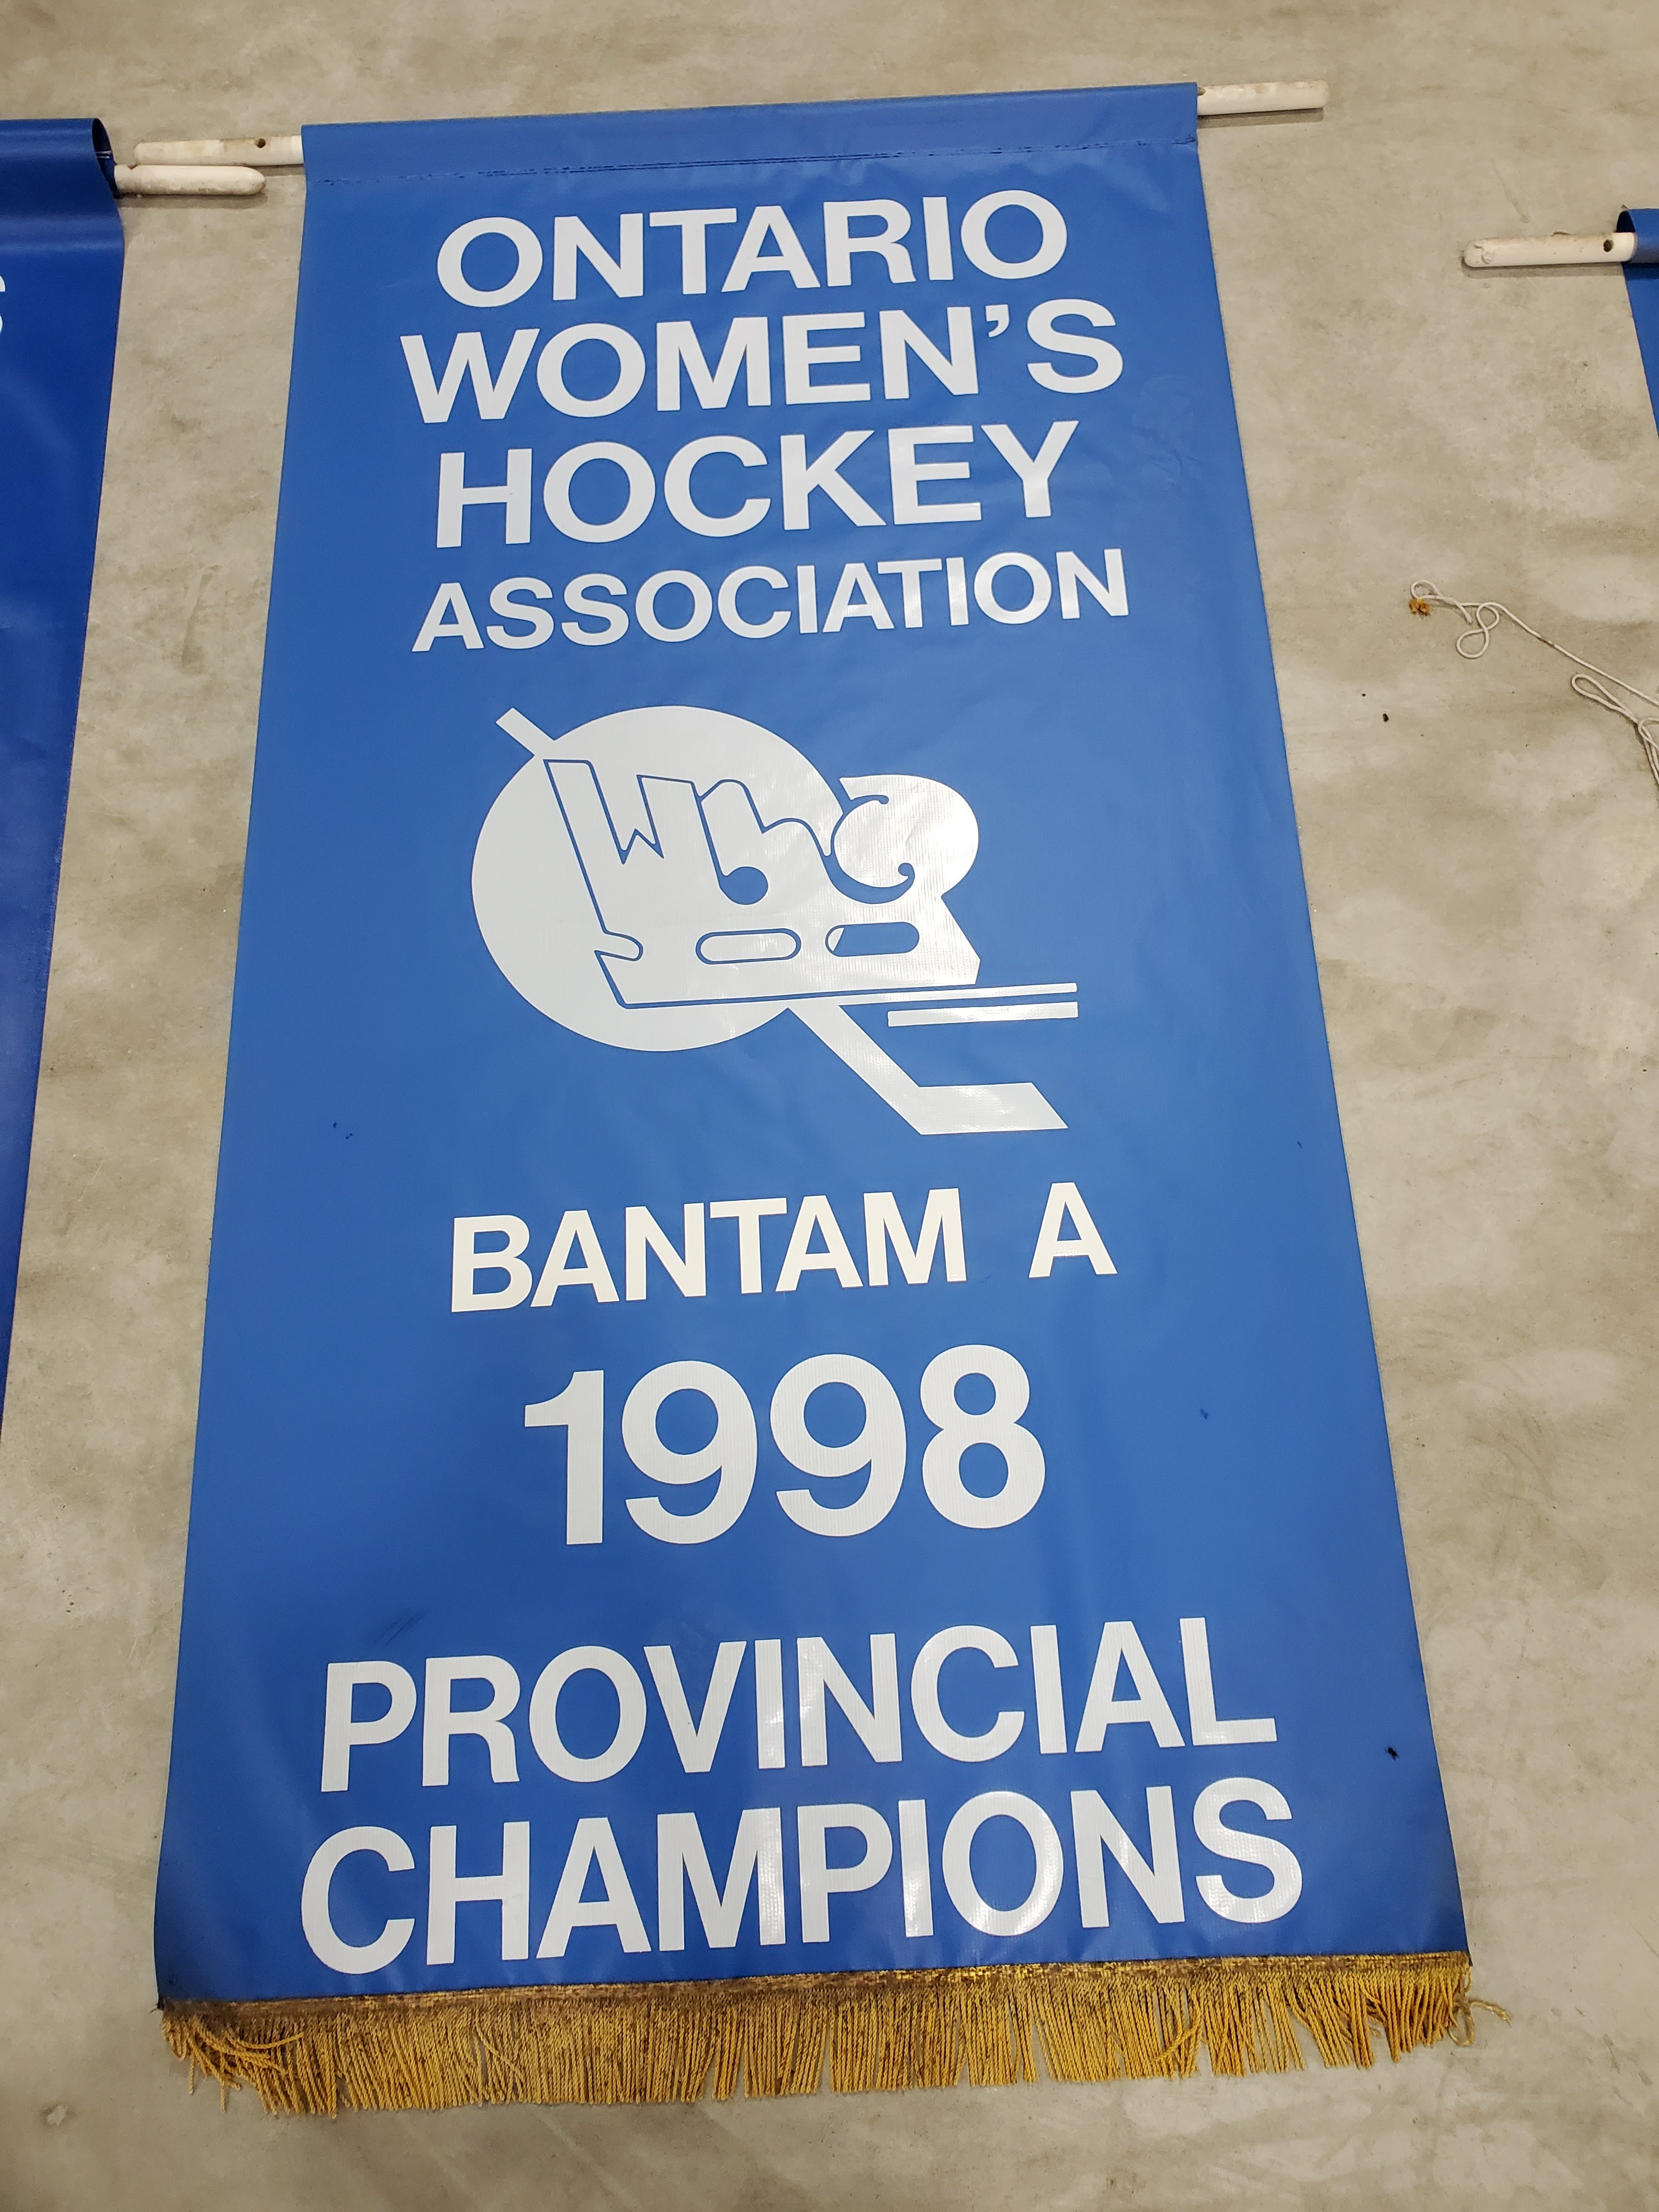 ONTARIO
WOMEN'S
HOCKEY
ASSOCIATION
BANTAM A
1998
PROVINCIAL
CHAMPIONS